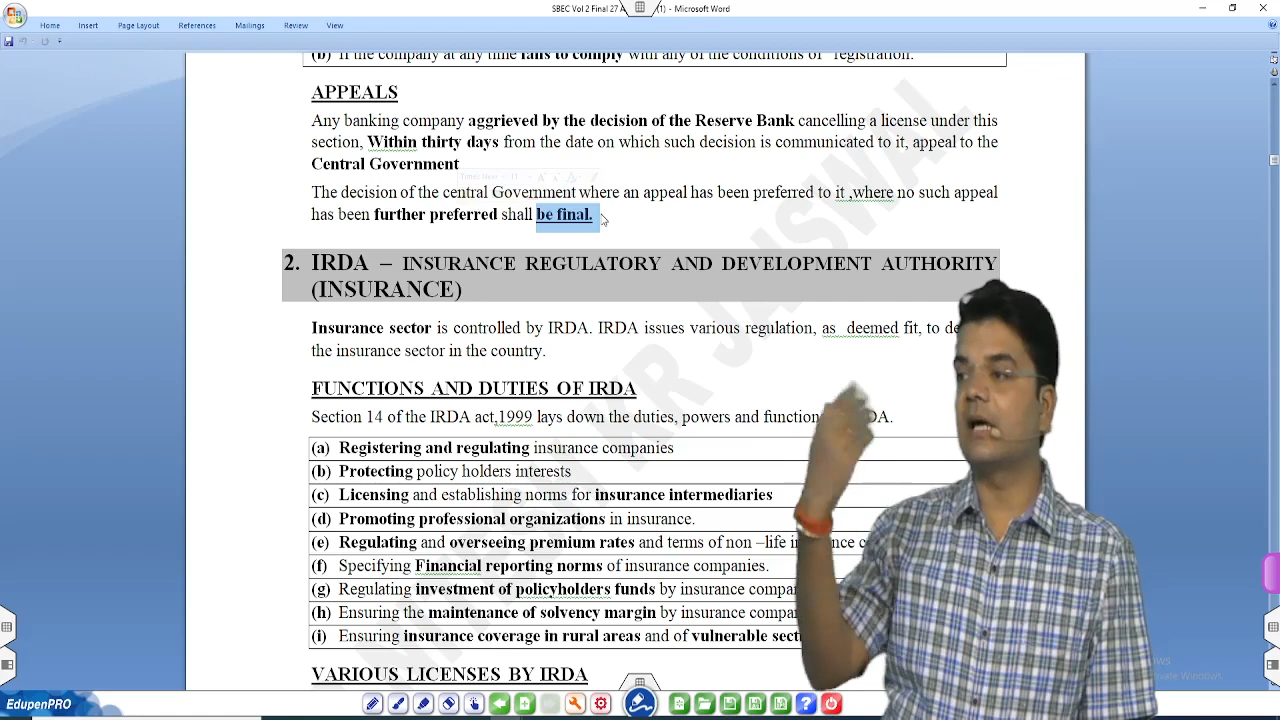 SBEC Vol 2 Final 27 A (1) - Microsoft Word
Home Insert Page Layout References Mailings Review View
(b) If the company at any time fails to comply with any of the conditions of registration.
APPEALS
Any banking company aggrieved by the decision of the Reserve Bank cancelling a license under this
section, Within thirty days from the date on which such decision is communicated to it, appeal to the
Central Government
The decision of the central Government where an appeal has been preferred to it ,where no such appeal
has been further preferred shall be final.
2. IRDA – INSURANCE REGULATORY AND DEVELOPMENT AUTHORITY
(INSURANCE)
Insurance sector is controlled by IRDA. IRDA issues various regulation, as deemed fit, to
the insurance sector in the country.
FUNCTIONS AND DUTIES OF IRDA
Section 14 of the IRDA act,1999 lays down the duties, powers and function
(a) Registering and regulating insurance companies
(b) Protecting policy holders interests
(c) Licensing and establishing norms for insurance intermediaries
(d) Promoting professional organizations in insurance.
(e) Regulating and overseeing premium rates and terms of non –life
(f) Specifying Financial reporting norms of insurance companies.
(g) Regulating investment of policyholders funds by insurance
(h) Ensuring the maintenance of solvency margin by insurance
(i) Ensuring insurance coverage in rural areas and of vulnerable
VARIOUS LICENSES BY IRDA
JAISWAL
EdupenPRO